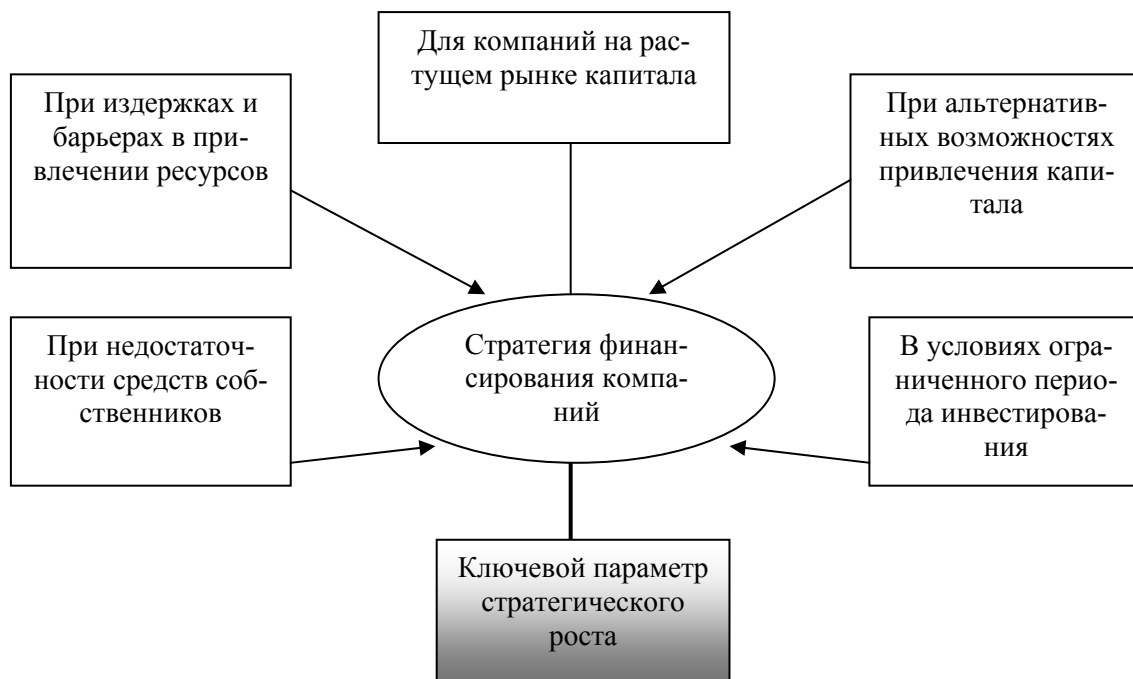 Для компаний на рас-
тущем рынке капитала
При издержках и
барьерах в при-
влечении ресурсов
При альтернатив-
ных возможностях
привлечения капи-
тала
При недостаточ-
ности средств соб-
ственников
Стратегия финан-
сирования компа-
ний
В условиях огра-
ниченного перио-
да инвестирова-
ния
Ключевой параметр
стратегического
роста